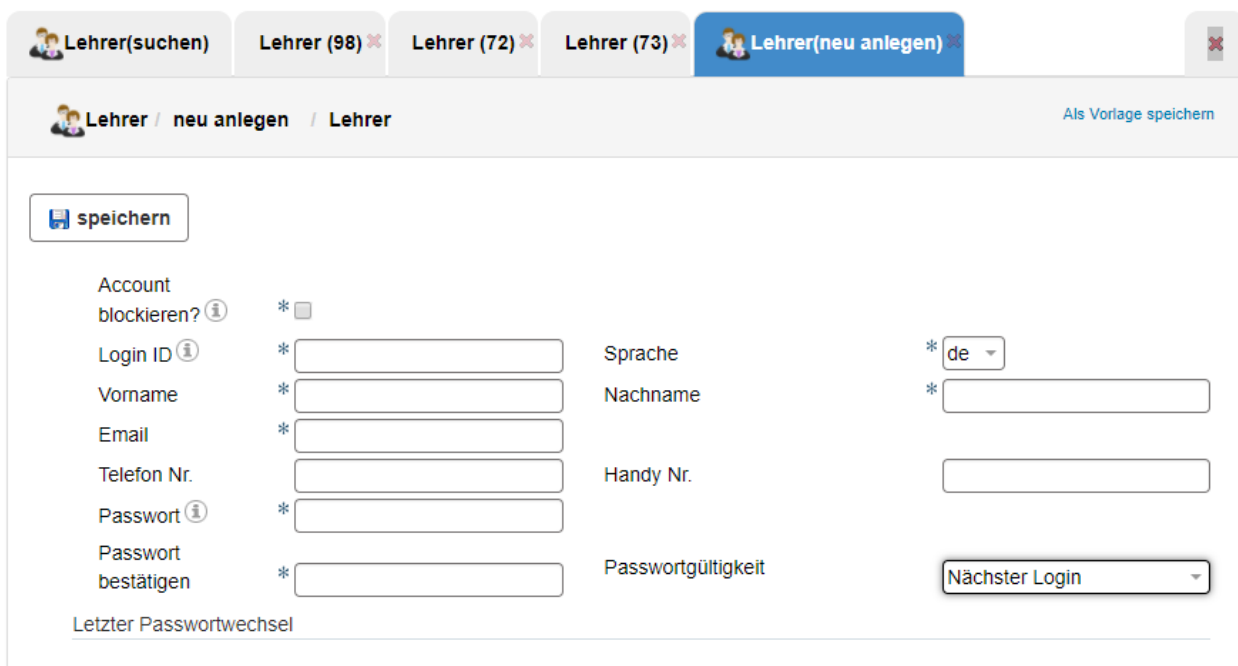 Lehrer(suchen) Lehrer (98) Lehrer (72) Lehrer (73) Lehrer(neu anlegen)
Lehrer / neu anlegen / Lehrer Als Vorlage speichern
speichern
Account
blockieren? *
Login ID * Sprache * de
Vorname * Nachname *
Email *
Telefon Nr. Handy Nr.
Passwort *
Passwort
bestätigen * Passwortgültigkeit Nächster Login
Letzter Passwortwechsel